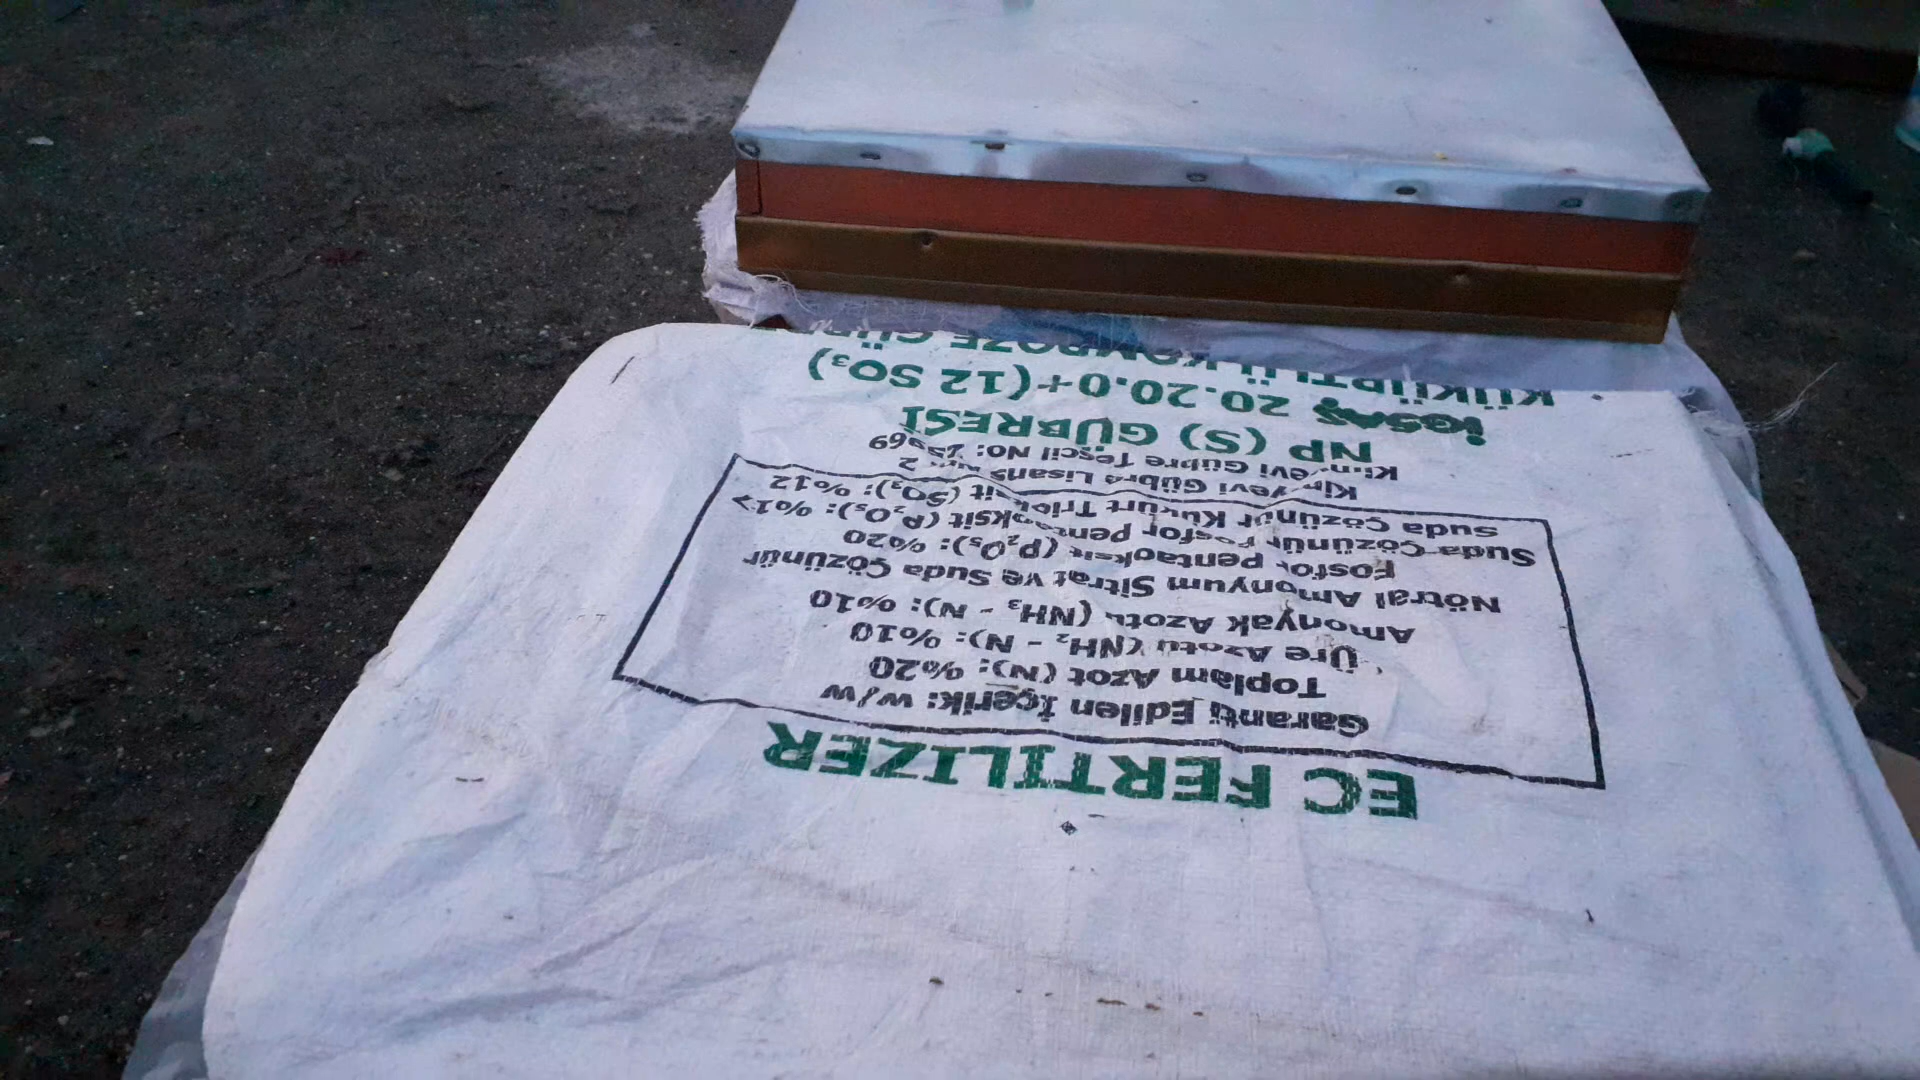 EC FERTILIZER
Garanti Edilen İçerik: w/w
Toplam Azot (N): %20
Üre Azotu (NH₂ - N): %10
Amonyak Azotu (NH₃ - N): %10
Nötral Amonyum Sitrat ve Suda Çözünür
Fosfor Pentaoksit (P₂O₅): %20
Suda Çözünür Fosfor Pentaoksit (P₂O₅):
Suda Çözünür Kükürt Trioksit (SO₃): %12
Kimyevi Gübre Lisans 2
Kimyevi Gübre Tescil No:
NP (S) GÜBRESİ
İGSAŞ 20.20.0+(12 SO₃)
KÜKÜRTLÜ KOMPOZE